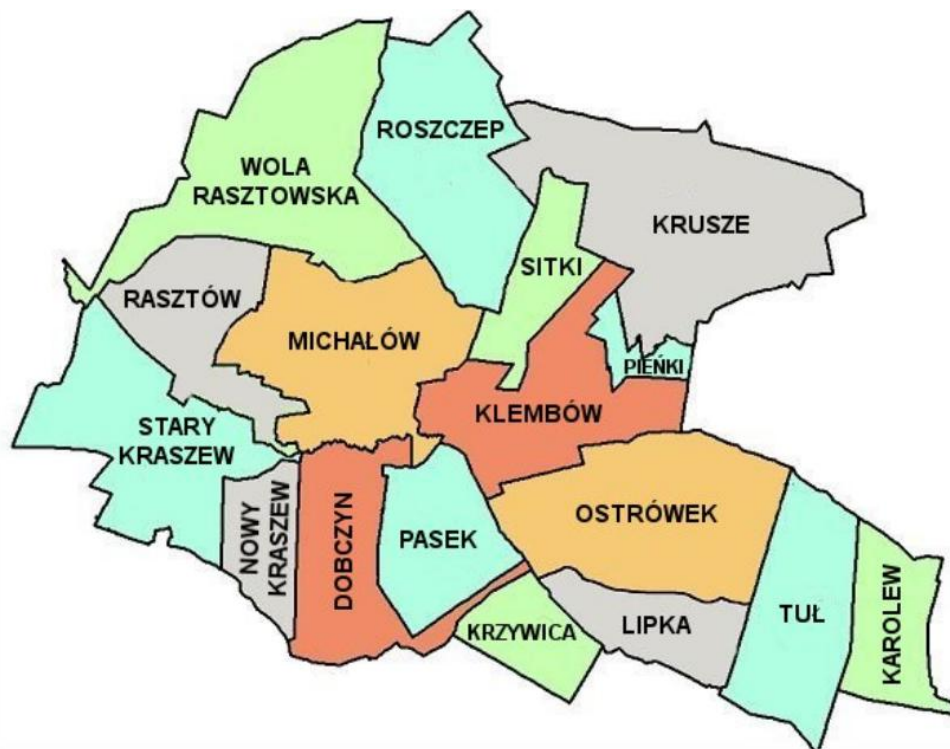 ROSZCZEP
WOLA
RASZTOWSKA
KRUSZE
SITKI
RASZTÓW
MICHAŁÓW
PIEŃKI
KLEMBÓW
STARY
KRASZEW
NOWY
KRASZEW
DOBCZYN
PASEK
OSTRÓWEK
KRZYWICA
LIPKA
TUŁ
KAROLEW